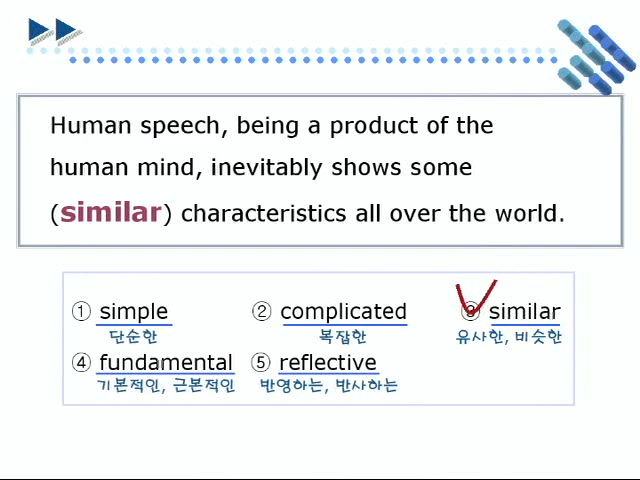 Human speech, being a product of the
human mind, inevitably shows some
(similar) characteristics all over the world.
① simple ② complicated ③ similar
단순한 복잡한 유사한, 비슷한
④ fundamental ⑤ reflective
기본적인, 근본적인 반영하는, 반사하는